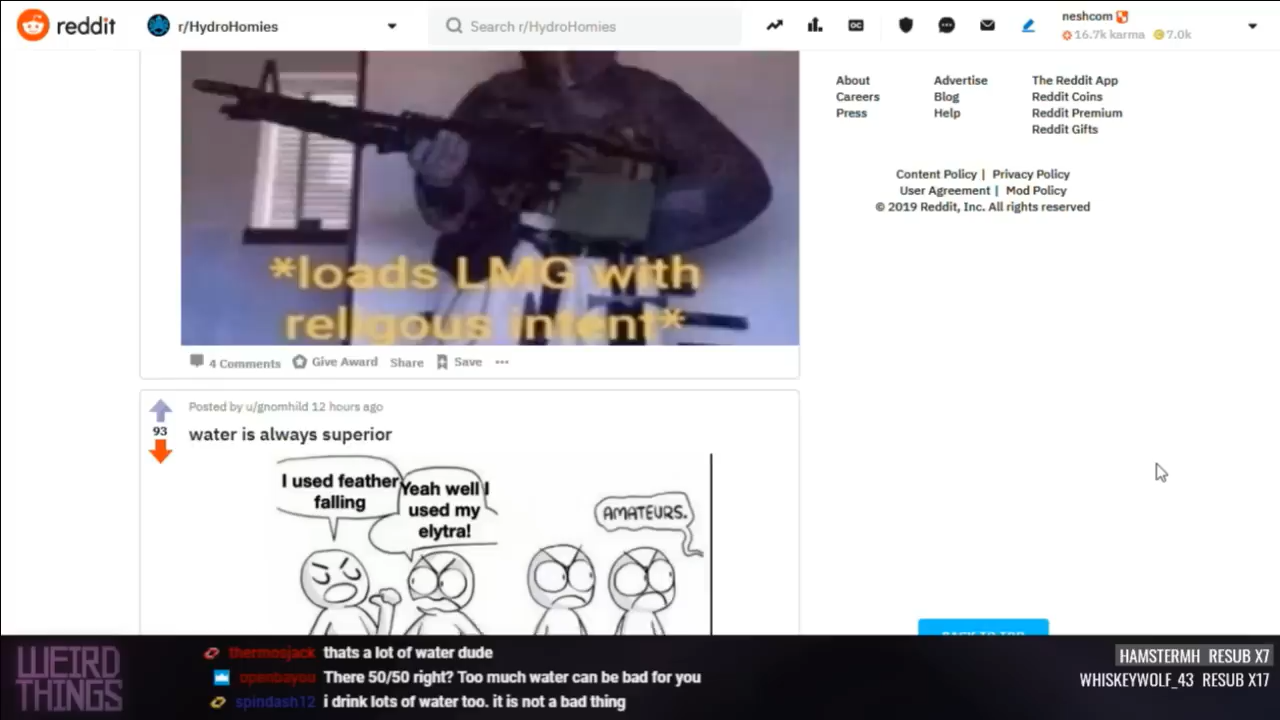 reddit
r/HydroHomies
Search r/HydroHomies
neshcom
16.7k karma 7.0k
*loads LMG with
religous intent*
4 Comments Give Award Share Save
Posted by u/gnomhild 12 hours ago
93
water is always superior
I used feather
falling
Yeah well I
used my
elytra!
AMATEURS.
About Advertise The Reddit App
Careers Blog Reddit Coins
Press Help Reddit Premium
Reddit Gifts
Content Policy | Privacy Policy
User Agreement | Mod Policy
© 2019 Reddit, Inc. All rights reserved
BACK TO TOP
WEIRD
THINGS
thermosjack thats a lot of water dude
openbayou There 50/50 right? Too much water can be bad for you
spindash12 i drink lots of water too. it is not a bad thing
HAMSTERMH RESUB X7
WHISKEYWOLF_43 RESUB X17